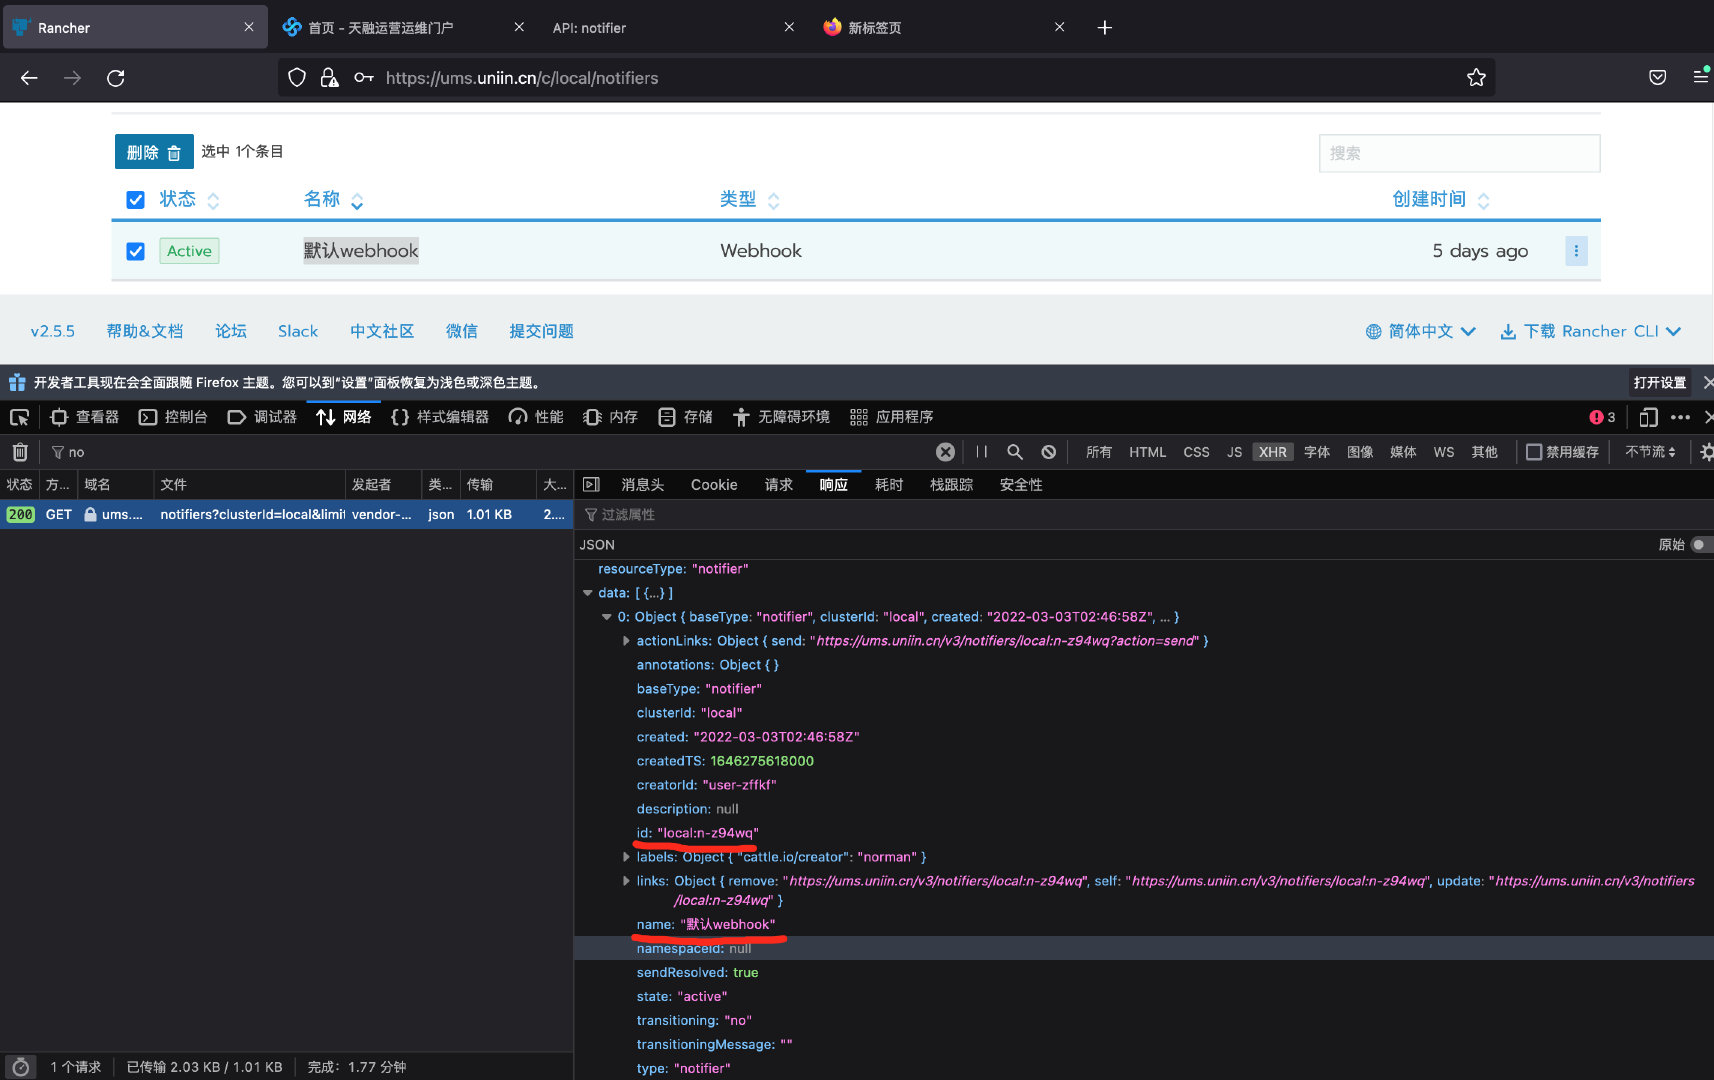 Rancher
首页 - 天融运营运维门户
API: notifier
新标签页
https://ums.uniin.cn/c/local/notifiers
删除 选中 1个条目
搜索
状态 名称 类型 创建时间
Active 默认webhook Webhook 5 days ago
v2.5.5 帮助&文档 论坛 Slack 中文社区 微信 提交问题 简体中文 下载 Rancher CLI
开发者工具现在会全面跟随 Firefox 主题。您可以到“设置”面板恢复为浅色或深色主题。 打开设置
查看器 控制台 调试器 网络 样式编辑器 性能 内存 存储 无障碍环境 应用程序 3
no 所有 HTML CSS JS XHR 字体 图像 媒体 WS 其他 禁用缓存 不节流
状态 方... 域名 文件 发起者 类... 传输 大... 消息头 Cookie 请求 响应 耗时 栈跟踪 安全性
200 GET ums.... notifiers?clusterId=local&limit vendor-... json 1.01 KB 2....
过滤属性
JSON 原始
resourceType: "notifier"
data: [ {…} ]
0: Object { baseType: "notifier", clusterId: "local", created: "2022-03-03T02:46:58Z", … }
actionLinks: Object { send: "https://ums.uniin.cn/v3/notifiers/local:n-z94wq?action=send" }
annotations: Object { }
baseType: "notifier"
clusterId: "local"
created: "2022-03-03T02:46:58Z"
createdTS: 1646275618000
creatorId: "user-zffkf"
description: null
id: "local:n-z94wq"
labels: Object { "cattle.io/creator": "norman" }
links: Object { remove: "https://ums.uniin.cn/v3/notifiers/local:n-z94wq", self: "https://ums.uniin.cn/v3/notifiers/local:n-z94wq", update: "https://ums.uniin.cn/v3/notifiers
/local:n-z94wq" }
name: "默认webhook"
namespaceId: null
sendResolved: true
state: "active"
transitioning: "no"
transitioningMessage: ""
type: "notifier"
1 个请求 已传输 2.03 KB / 1.01 KB 完成：1.77 分钟